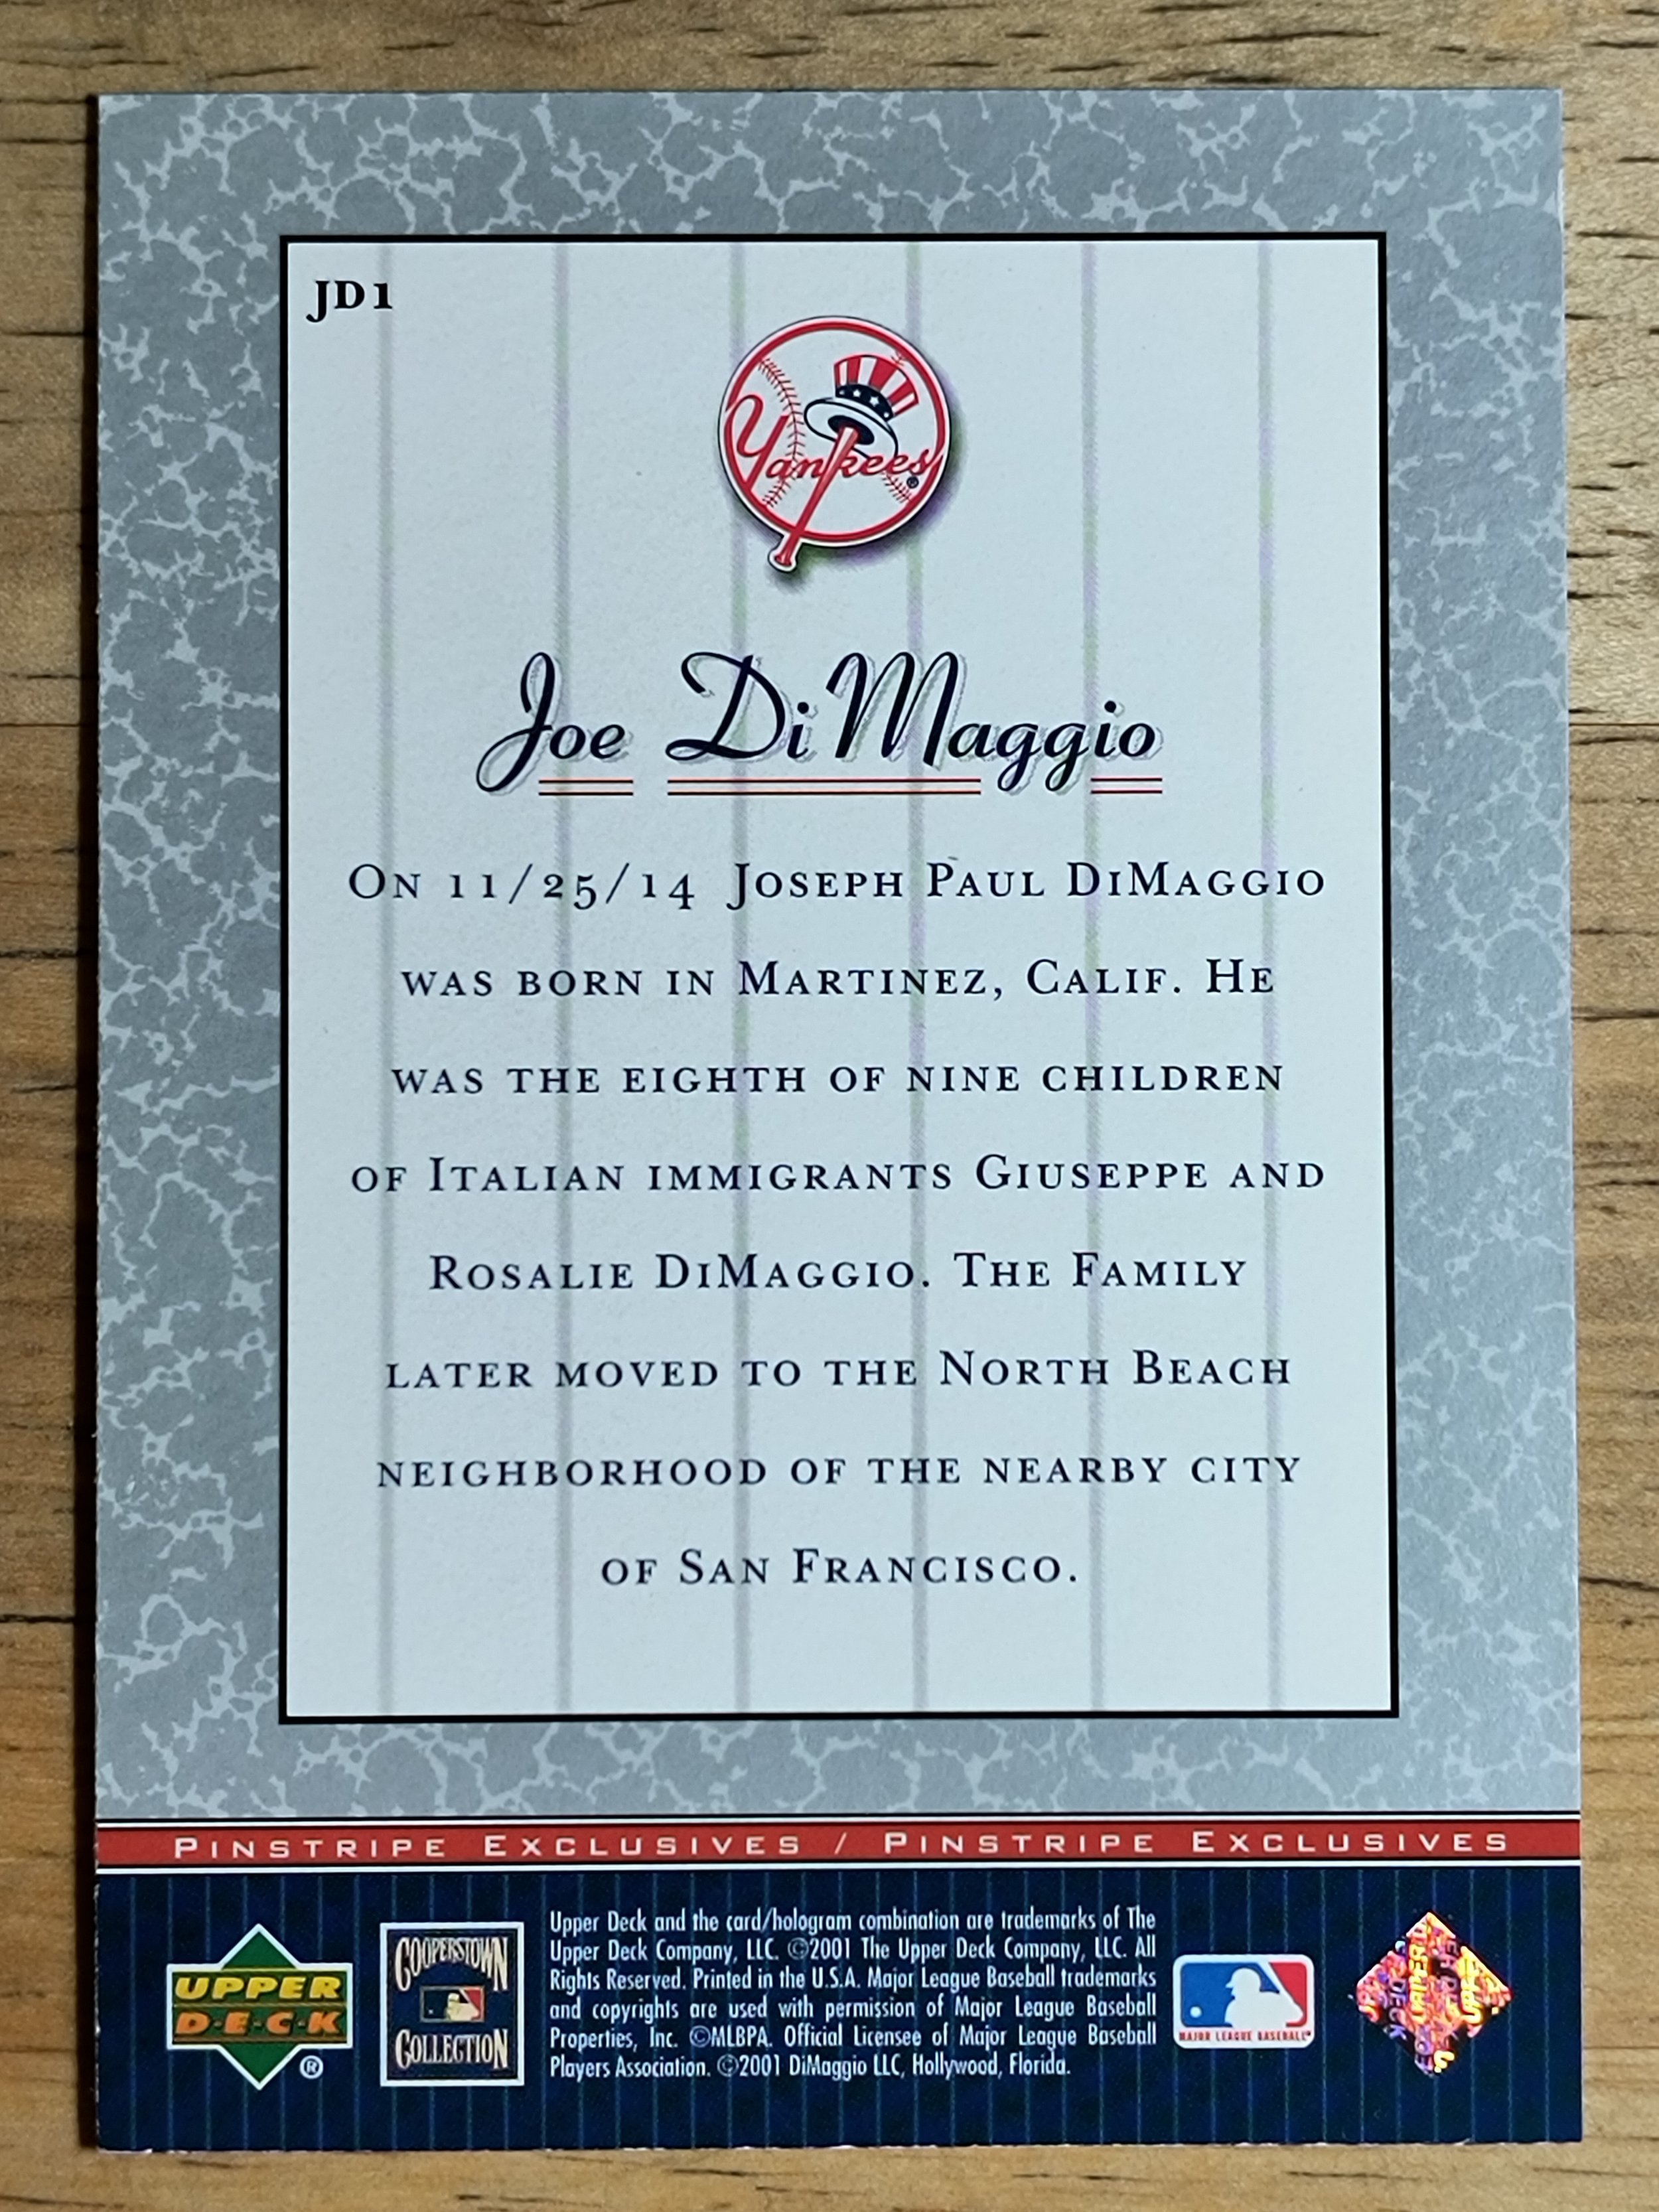 JD1
Yankees®
Joe DiMaggio
On 11/25/14 Joseph Paul DiMaggio
was born in Martinez, Calif. He
was the eighth of nine children
of Italian immigrants Giuseppe and
Rosalie DiMaggio. The Family
later moved to the North Beach
neighborhood of the nearby city
of San Francisco.
Pinstripe Exclusives / Pinstripe Exclusives
UPPER
D·E·C·K
®
COOPERSTOWN
COLLECTION
Upper Deck and the card/hologram combination are trademarks of The
Upper Deck Company, LLC. ©2001 The Upper Deck Company, LLC. All
Rights Reserved. Printed in the U.S.A. Major League Baseball trademarks
and copyrights are used with permission of Major League Baseball
Properties, Inc. ©MLBPA. Official Licensee of Major League Baseball
Players Association. ©2001 DiMaggio LLC, Hollywood, Florida.
MAJOR LEAGUE BASEBALL